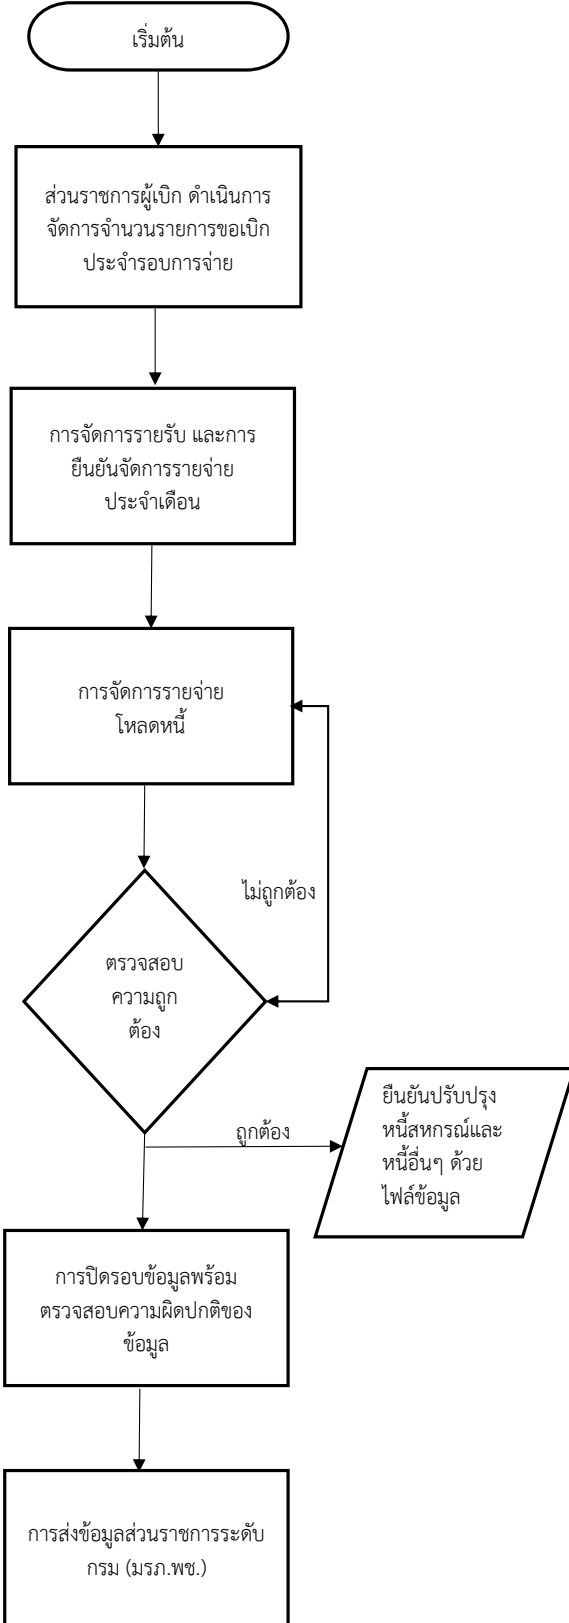 เริ่มต้น
ส่วนราชการผู้เบิก ดำเนินการ
จัดการจำนวนรายการขอเบิก
ประจำรอบการจ่าย
การจัดการรายรับ และการ
ยืนยันจัดการรายจ่าย
ประจำเดือน
การจัดการรายจ่าย
โหลดหนี้
ไม่ถูกต้อง
ตรวจสอบ
ความถูก
ต้อง
ถูกต้อง
ยืนยันปรับปรุง
หนี้สหกรณ์และ
หนี้อื่นๆ ด้วย
ไฟล์ข้อมูล
การปิดรอบข้อมูลพร้อม
ตรวจสอบความผิดปกติของ
ข้อมูล
การส่งข้อมูลส่วนราชการระดับ
กรม (มรภ.พช.)